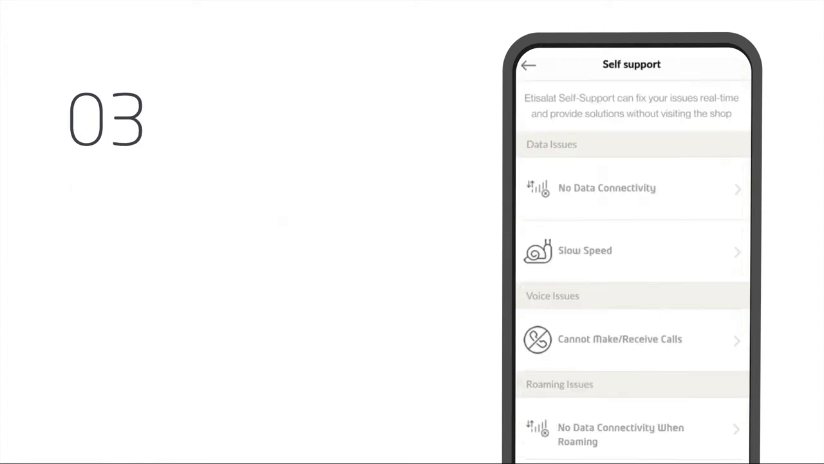 03
Self support
Etisalat Self-Support can fix your issues real-time
and provide solutions without visiting the shop
Data Issues
No Data Connectivity
Slow Speed
Voice Issues
Cannot Make/Receive Calls
Roaming Issues
No Data Connectivity When
Roaming